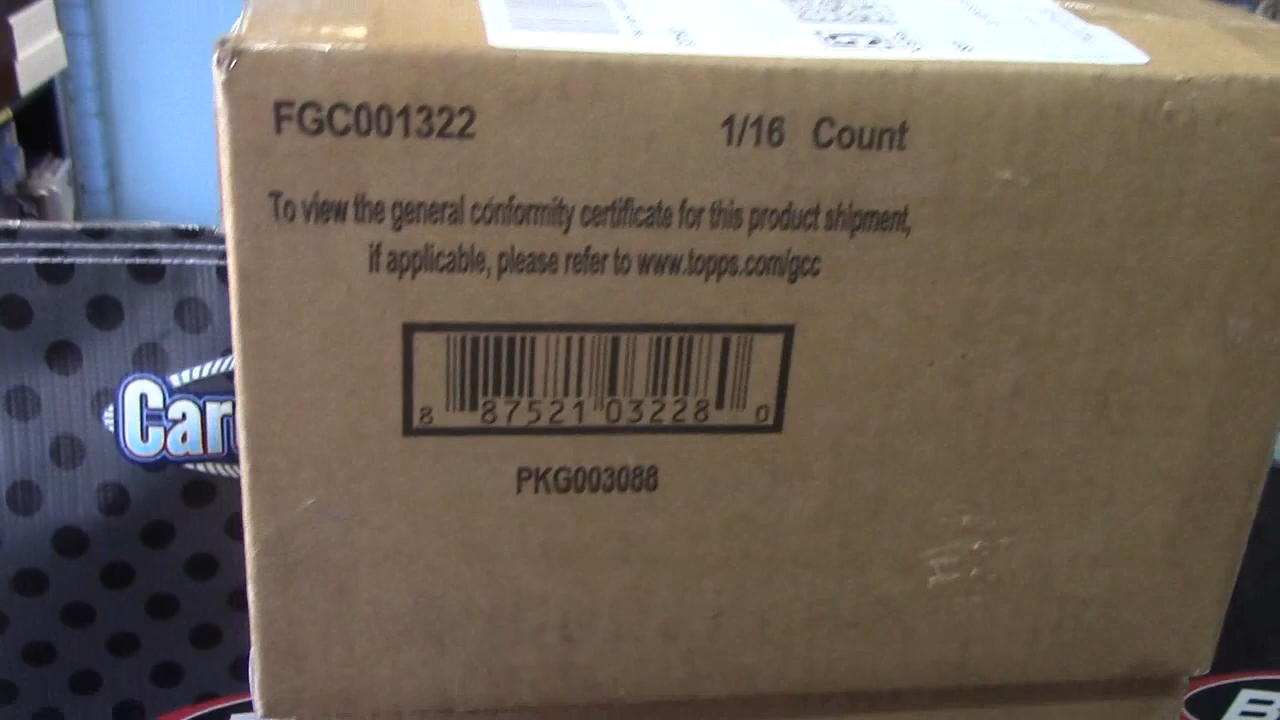 FGC001322 1/16 Count
To view the general conformity certificate for this product shipment,
if applicable, please refer to www.topps.com/gcc
8 87521 03228 0
PKG003088
Car
B